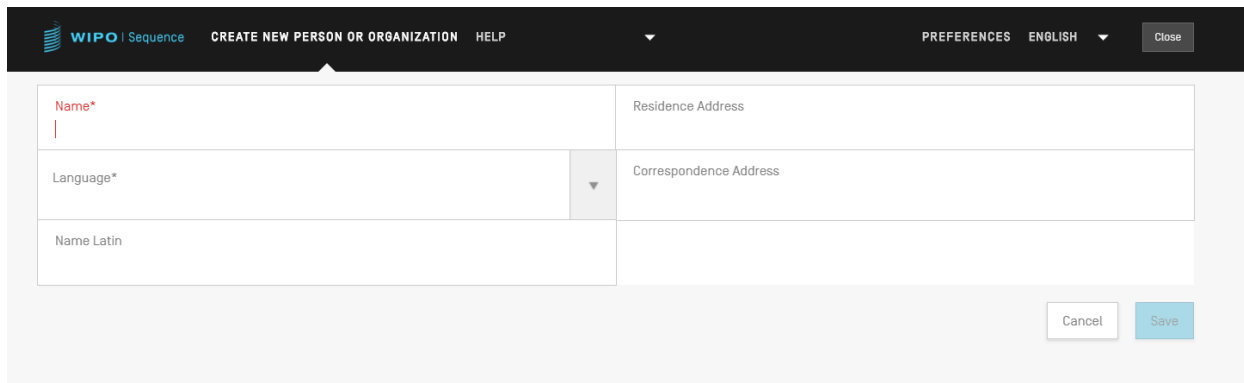 WIPO | Sequence CREATE NEW PERSON OR ORGANIZATION HELP PREFERENCES ENGLISH Close
Name* Residence Address
Language* Correspondence Address
Name Latin
Cancel Save